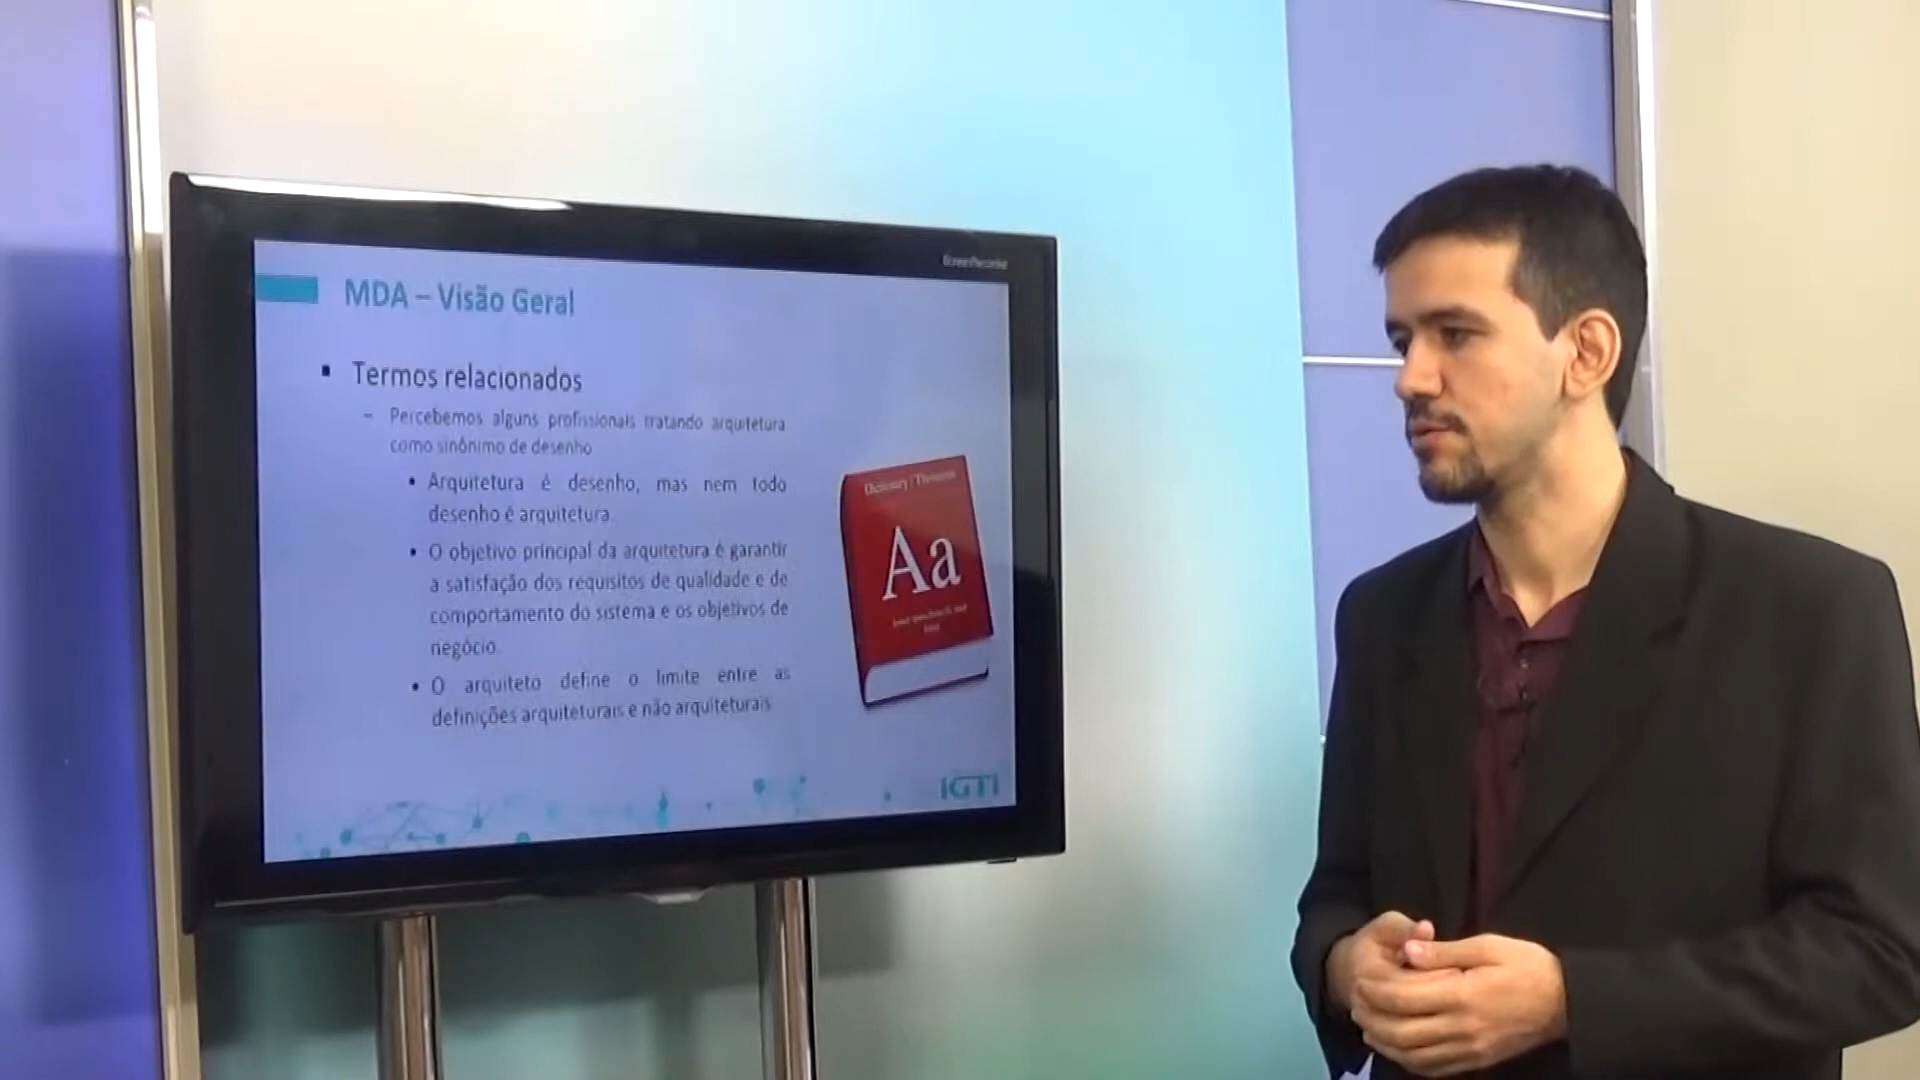 MDA – Visão Geral
Termos relacionados
– Percebemos alguns profissionais tratando arquitetura
como sinônimo de desenho
• Arquitetura é desenho, mas nem todo
desenho é arquitetura.
• O objetivo principal da arquitetura é garantir
a satisfação dos requisitos de qualidade e de
comportamento do sistema e os objetivos de
negócio.
• O arquiteto define o limite entre as
definições arquiteturais e não arquiteturais
Dictionary / Thesaurus
Aa
IGTI